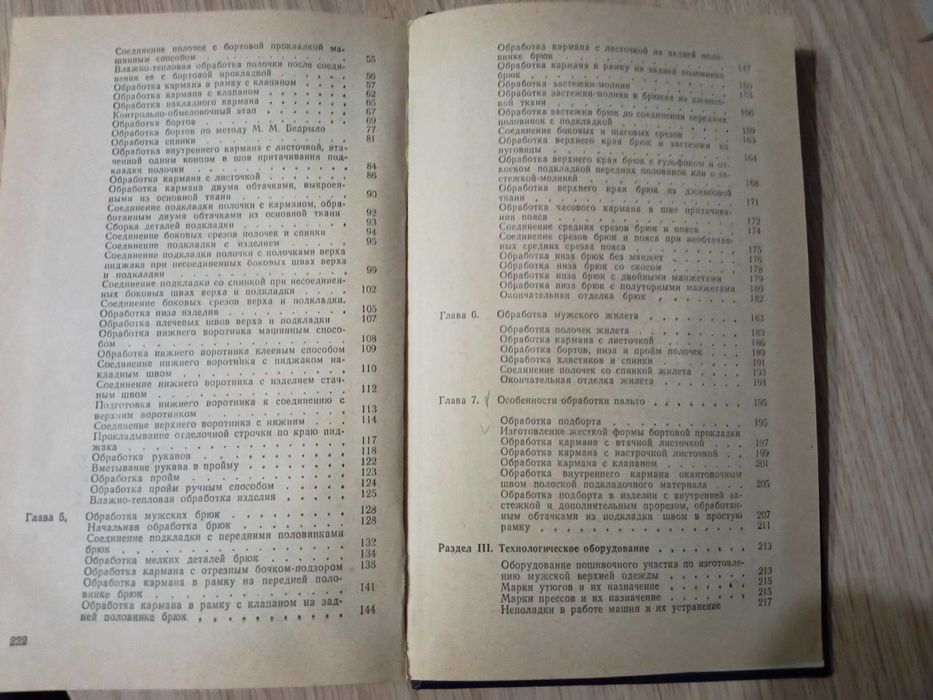 Соединение полочек с бортовой прокладкой ма-
шинным способом . . . . . . . . 55
Влажно-тепловая обработка полочки после соеди-
нения ее с бортовой прокладкой . . . . . 56
Обработка кармана в рамку с клапаном . . . 57
Обработка кармана с клапаном . . . . . 62
Обработка накладного кармана . . . . . 65
Контрольно-обмеловочный этап . . . . . 67
Обработка бортов . . . . . . . . 69
Обработка бортов по методу М. М. Ведрыло 77
Обработка спинки . . . . . . . . 81
Обработка внутреннего кармана с листочкой, вта-
ченной одним концом в шов притачивания под-
кладки полочки . . . . . . . . 84
Обработка кармана с листочкой . . . . . 86
Обработка кармана двумя обтачками, выкроен-
ными из основной ткани . . . . . . . 90
Соединение подкладки полочки с карманом, обра-
ботанным двумя обтачками из основной ткани 92
Сборка деталей подкладки . . . . . . 93
Соединение боковых срезов полочек и спинки 94
Соединение подкладки с изделием . . . . 95
Соединение подкладки полочки с полочками верха
пиджака при несоединенных боковых швах верха
и подкладки . . . . . . . . . 99
Соединение подкладки со спинкой при несоединен-
ных боковых швах верха и подкладки . . . . 102
Соединение боковых срезов верха и подкладки.
Обработка низа изделия . . . . . . . 105
Обработка плечевых швов верха и подкладки 107
Обработка нижнего воротника машинным спосо-
бом . . . . . . . . . . . 108
Обработка нижнего воротника клеевым способом 109
Соединение нижнего воротника с пиджаком на-
кладным швом . . . . . . . . 110
Соединение нижнего воротника с изделием стач-
ным швом . . . . . . . . . 112
Подготовка нижнего воротника к соединению с
верхним воротником . . . . . . . 113
Соединение верхнего воротника с нижним . . . 114
Прокладывание отделочной строчки по краю пид-
жака . . . . . . . . . . . 117
Обработка рукавов . . . . . . . . 118
Вметывание рукава в пройму . . . . . . 122
Обработка пройм . . . . . . . . 123
Обработка пройм ручным способом . . . . . 124
Влажно-тепловая обработка изделия . . . . 125
Глава 5. Обработка мужских брюк . . . . . . . 128
Начальная обработка брюк . . . . . . . 128
Соединение подкладки с передними половинками
брюк . . . . . . . . . . . 132
Обработка мелких деталей брюк . . . . . 134
Обработка кармана с отрезным бочком-подзором 138
Обработка кармана в рамку на передней поло-
винке брюк . . . . . . . . . . 141
Обработка кармана в рамку с клапаном на зад-
ней половинке брюк . . . . . . . . 144
222
Обработка кармана с листочкой на задней поло-
винке брюк . . . . . . . . . 147
Обработка кармана в рамку на задней половинке
брюк . . . . . . . . . . . 150
Обработка застежки-молнии . . . . . . 153
Обработка застежки-молнии в брюках из джинсо-
вой ткани . . . . . . . . . . 156
Обработка застежки брюк до соединения передних
половинок с подкладкой . . . . . . . 159
Соединение боковых и шаговых срезов . . . . 163
Обработка верхнего края брюк и застежки на
пуговицы . . . . . . . . . . 164
Обработка верхнего края брюк с гульфиком и от-
коском подкладкой передних половинок или с за-
стежкой-молнией . . . . . . . . 168
Обработка верхнего края брюк из джинсовой
ткани . . . . . . . . . . . 171
Обработка часового кармана в шве притачива-
ния пояса . . . . . . . . . . 172
Соединение средних срезов брюк и пояса . . . 174
Соединение срезов брюк и пояса при необтачан-
ных средних срезах пояса . . . . . . 175
Обработка низа брюк без манжет . . . . . 176
Обработка низа со скосом . . . . . . 178
Обработка низа брюк с двойными манжетами 179
Обработка низа брюк с полуторными манжетами 180
Окончательная отделка брюк . . . . . . 182
Глава 6. Обработка мужского жилета . . . . . . 183
Обработка полочек жилета . . . . . . . 183
Обработка кармана с листочкой . . . . . 186
Обработка бортов, низа и пройм полочек . . . 189
Обработка хлястиков и спинки . . . . . . 191
Соединение полочек со спинкой жилета . . . 193
Окончательная отделка жилета . . . . . . 194
Глава 7. Особенности обработки пальто . . . . . . 195
Обработка подборта . . . . . . . . 195
Изготовление жесткой формы бортовой прокладки
Обработка кармана с втачной листочкой . . . 197
Обработка кармана с настрочной листочкой . . 199
Обработка кармана с клапаном . . . . . . 201
Обработка внутреннего кармана окантовочным
швом полоской подкладочного материала . . . 205
Обработка подборта в изделии с внутренней за-
стежкой и дополнительным прорезом, обработан-
ным обтачками из подкладки швом в простую 207
рамку . . . . . . . . . . . 211
Раздел III. Технологическое оборудование . . . . . . 213
Оборудование пошивочного участка по изготовле-
нию мужской верхней одежды . . . . . . 213
Марки утюгов и их назначение . . . . . . 215
Марки прессов и их назначение . . . . . . 215
Неполадки в работе машин и их устранение 217